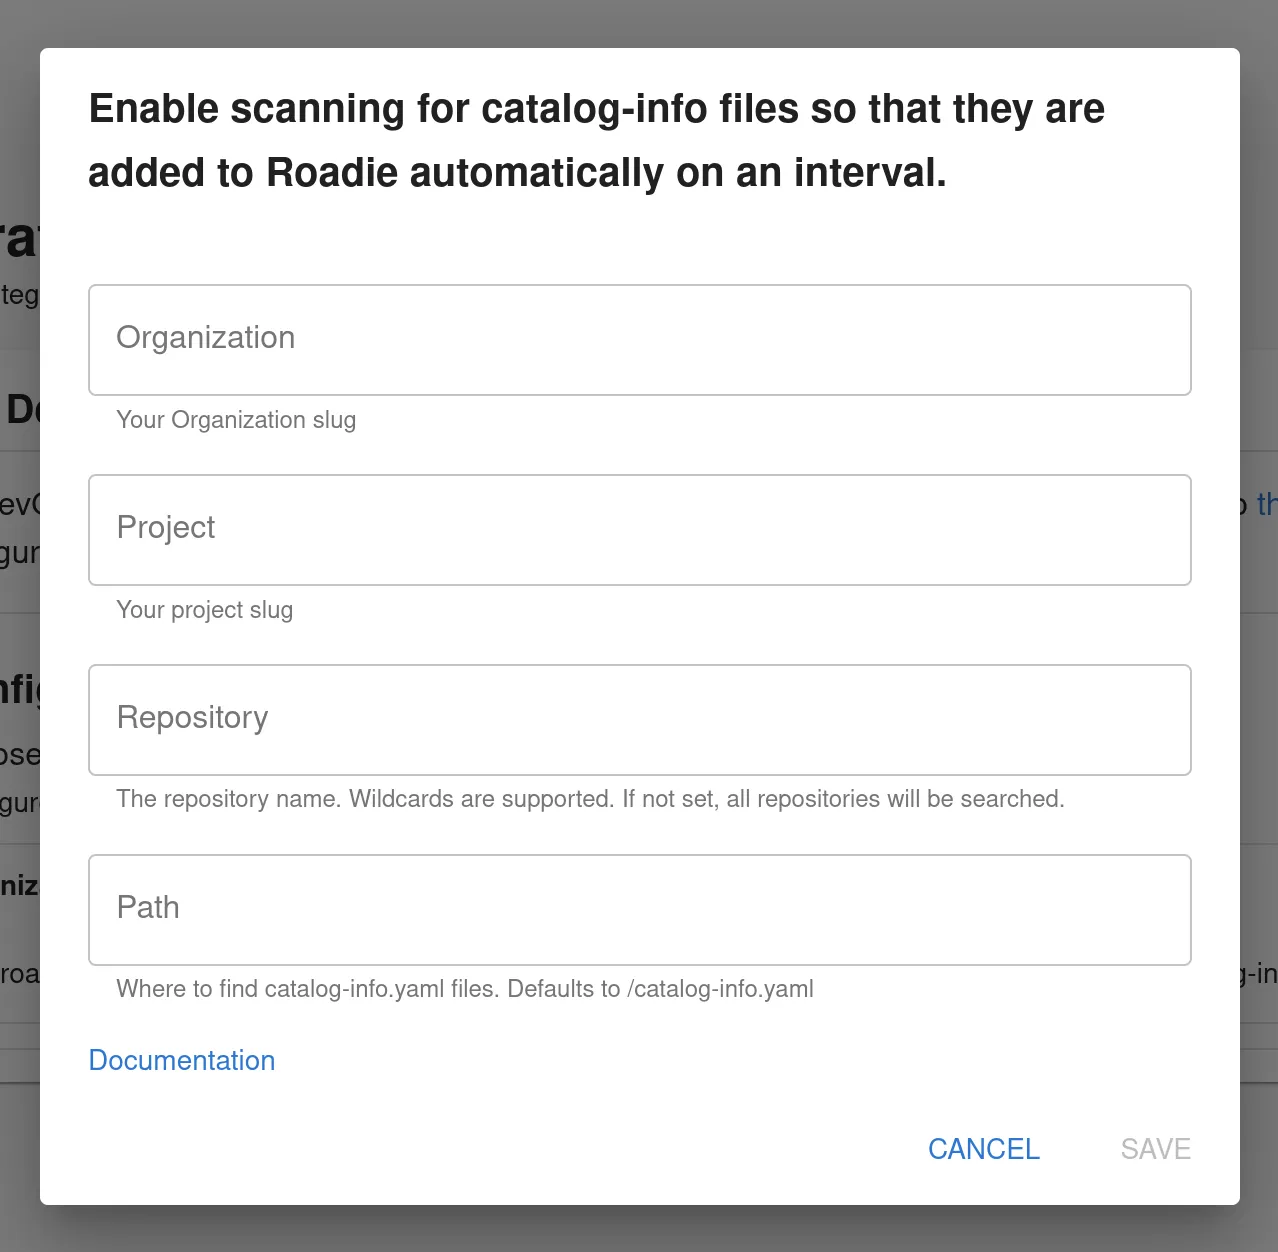 Enable scanning for catalog-info files so that they are
added to Roadie automatically on an interval.
Organization
Your Organization slug
Project
Your project slug
Repository
The repository name. Wildcards are supported. If not set, all repositories will be searched.
Path
Where to find catalog-info.yaml files. Defaults to /catalog-info.yaml
Documentation
CANCEL SAVE